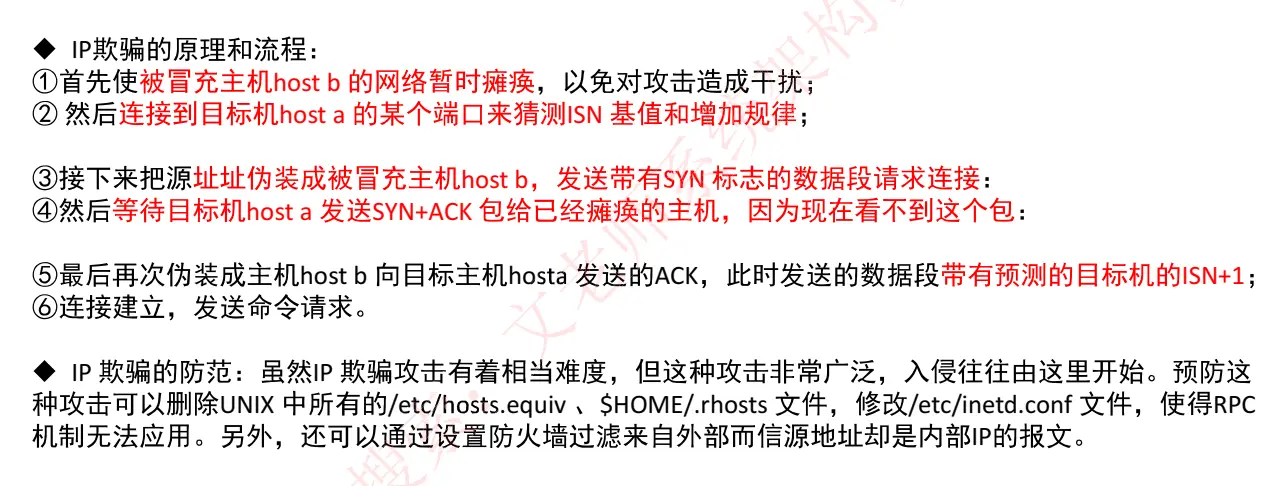 ◆ IP欺骗的原理和流程：
①首先使被冒充主机host b 的网络暂时瘫痪，以免对攻击造成干扰；
② 然后连接到目标机host a 的某个端口来猜测ISN 基值和增加规律；
③接下来把源址址伪装成被冒充主机host b，发送带有SYN 标志的数据段请求连接：
④然后等待目标机host a 发送SYN+ACK 包给已经瘫痪的主机，因为现在看不到这个包：
⑤最后再次伪装成主机host b 向目标主机hosta 发送的ACK，此时发送的数据段带有预测的目标机的ISN+1；
⑥连接建立，发送命令请求。
◆ IP 欺骗的防范：虽然IP 欺骗攻击有着相当难度，但这种攻击非常广泛，入侵往往由这里开始。预防这
种攻击可以删除UNIX 中所有的/etc/hosts.equiv 、$HOME/.rhosts 文件，修改/etc/inetd.conf 文件，使得RPC
机制无法应用。另外，还可以通过设置防火墙过滤来自外部而信源地址却是内部IP的报文。
搜索：文老师系统架构